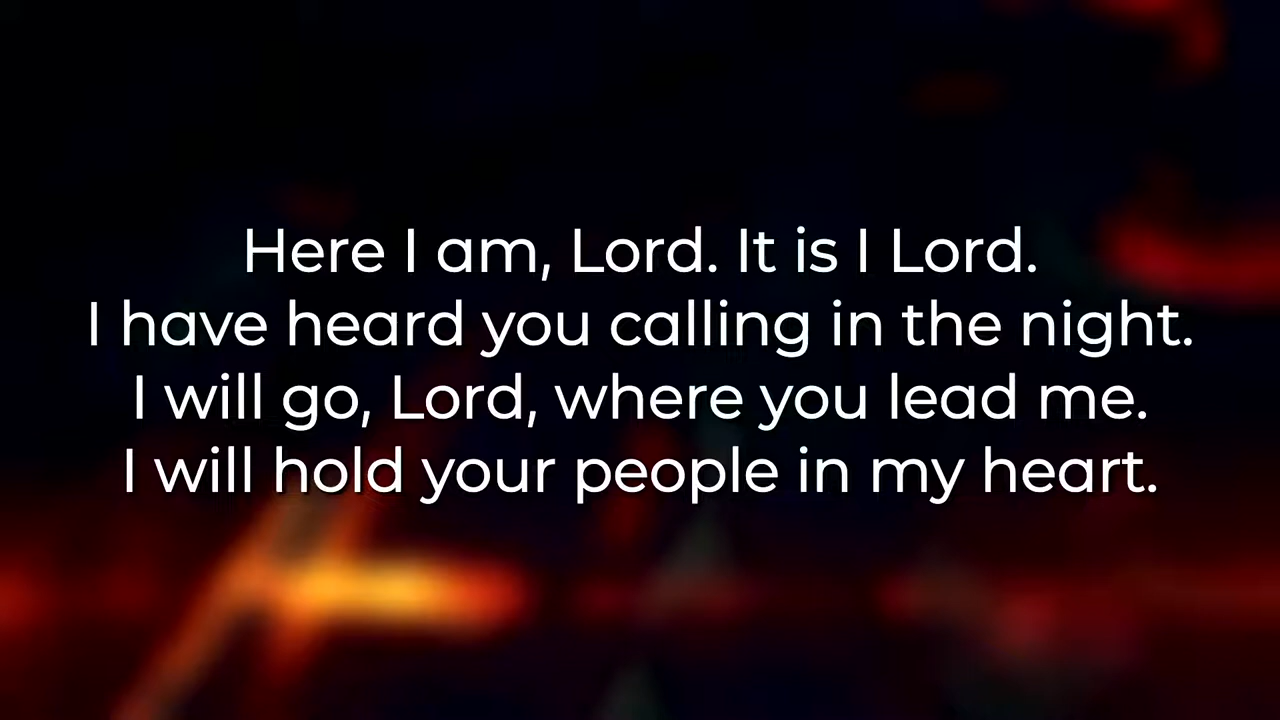 Here I am, Lord. It is I Lord.
I have heard you calling in the night.
I will go, Lord, where you lead me.
I will hold your people in my heart.